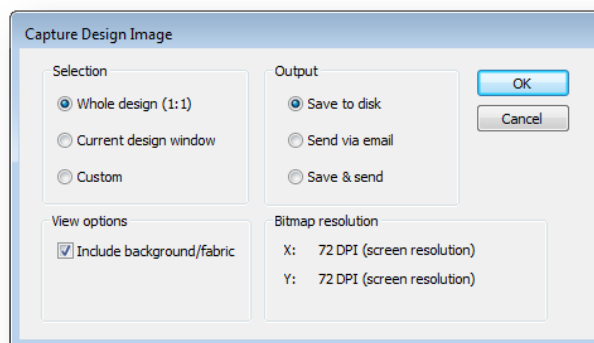 Capture Design Image
Selection
Whole design (1:1)
Current design window
Custom
Output
Save to disk
Send via email
Save & send
OK
Cancel
View options
Include background/fabric
Bitmap resolution
X: 72 DPI (screen resolution)
Y: 72 DPI (screen resolution)